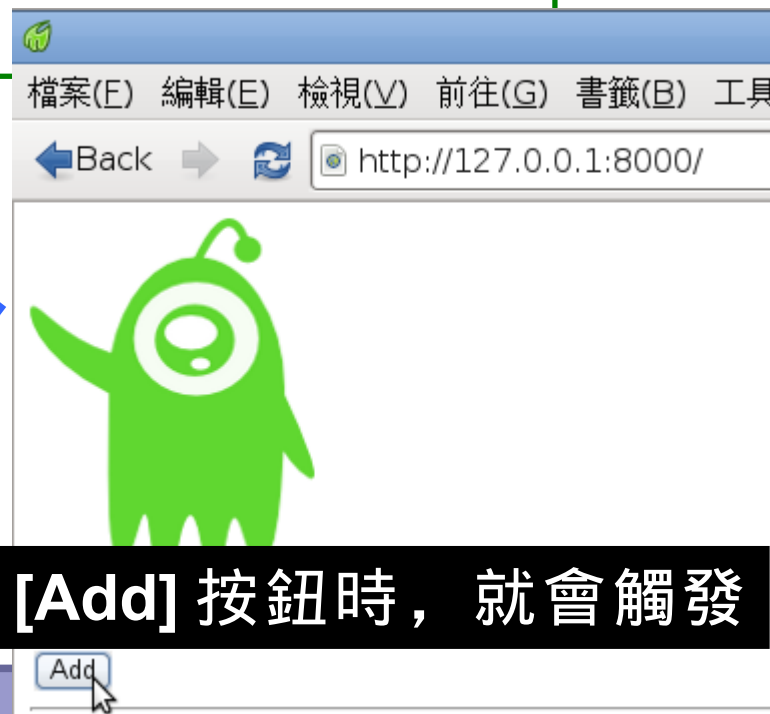 檔案(F) 編輯(E) 檢視(V) 前往(G) 書籤(B) 工具
Back http://127.0.0.1:8000/
[Add] 按鈕時，就會觸發
Add